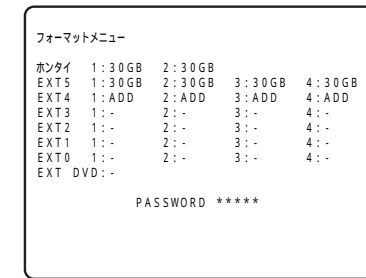 フォーマットメニュー
ホンタイ 1:30GB 2:30GB
EXT5 1:30GB 2:30GB 3:30GB 4:30GB
EXT4 1:ADD 2:ADD 3:ADD 4:ADD
EXT3 1:- 2:- 3:- 4:-
EXT2 1:- 2:- 3:- 4:-
EXT1 1:- 2:- 3:- 4:-
EXT0 1:- 2:- 3:- 4:-
EXT DVD:-
PASSWORD *****